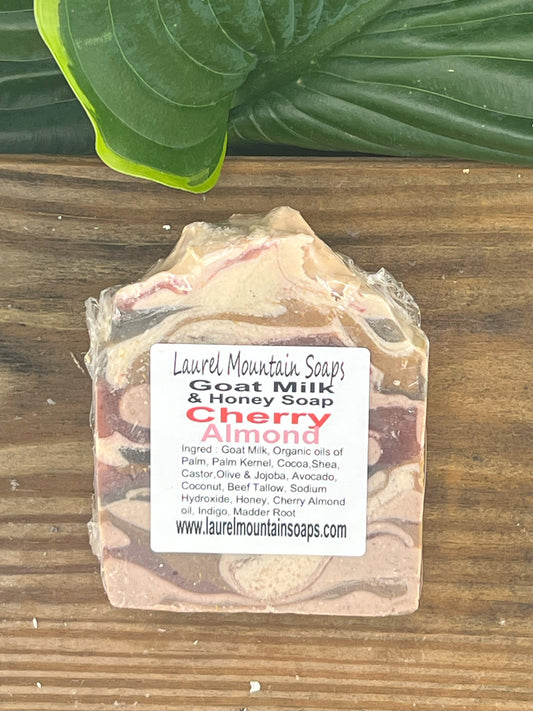 Laurel Mountain Soaps
Goat Milk
& Honey Soap
Cherry
Almond
Ingred : Goat Milk, Organic oils of
Palm, Palm Kernel, Cocoa,Shea,
Castor,Olive & Jojoba, Avocado,
Coconut, Beef Tallow, Sodium
Hydroxide, Honey, Cherry Almond
oil, Indigo, Madder Root
www.laurelmountainsoaps.com